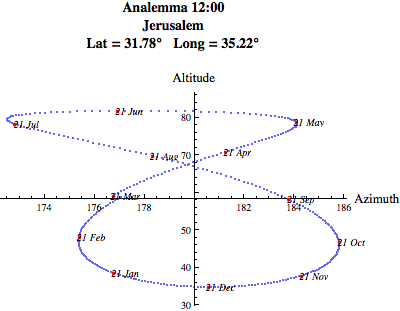 Analemma 12:00
Jerusalem
Lat = 31.78° Long = 35.22°
Altitude
21 Jun
80
21 Jul
21 May
70
21 Aug
21 Apr
21 Mar
21 Sep
Azimuth
174 176 178 182 184 186
50
21 Feb
21 Oct
40
21 Jan
21 Nov
21 Dec
30